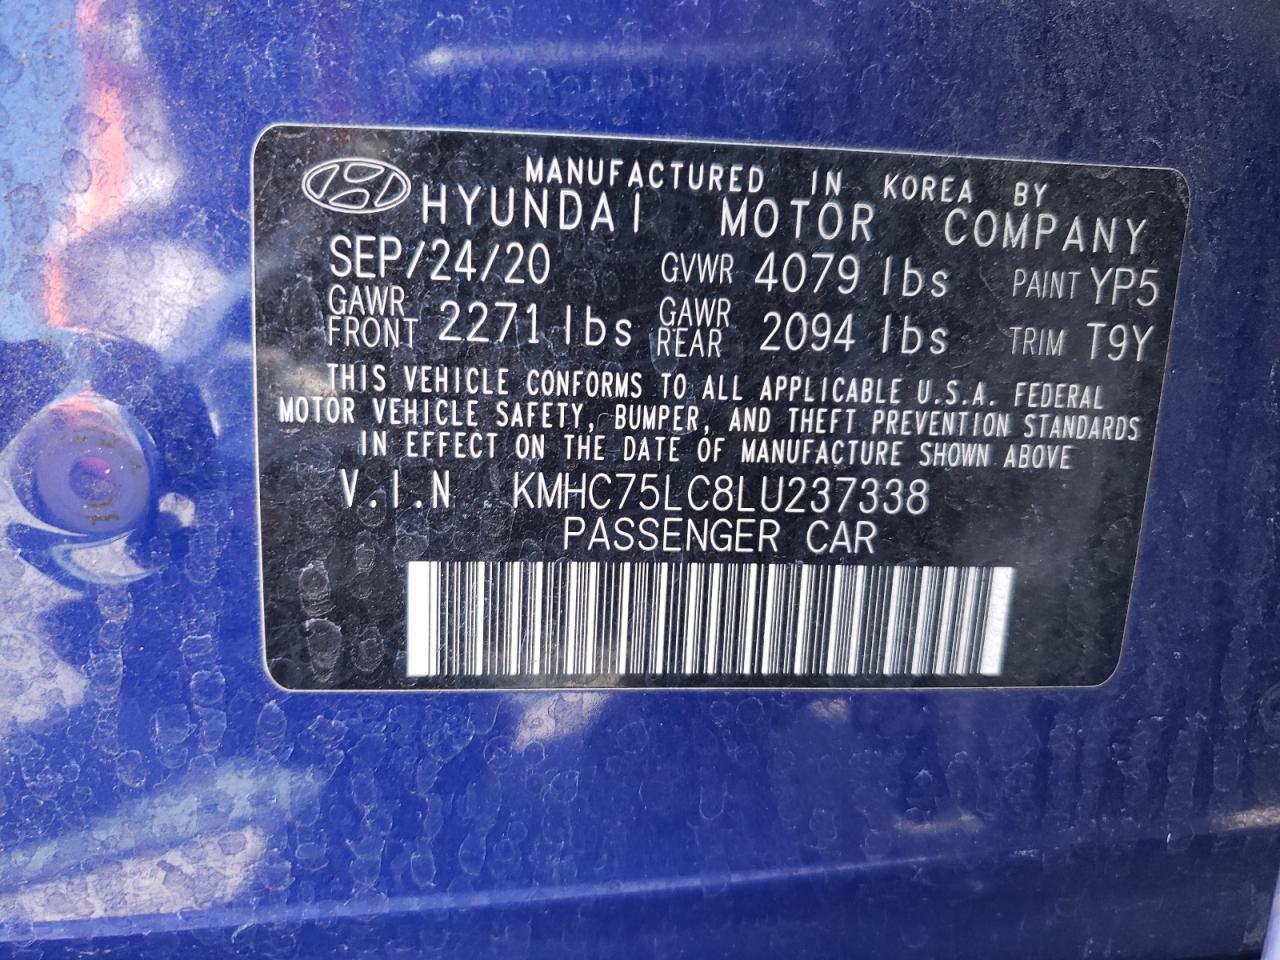 MANUFACTURED IN KOREA BY
HYUNDAI MOTOR COMPANY
SEP/24/20 GVWR 4079 lbs PAINT YP5
GAWR FRONT 2271 lbs GAWR REAR 2094 lbs TRIM T9Y
THIS VEHICLE CONFORMS TO ALL APPLICABLE U.S.A. FEDERAL
MOTOR VEHICLE SAFETY, BUMPER, AND THEFT PREVENTION STANDARDS
IN EFFECT ON THE DATE OF MANUFACTURE SHOWN ABOVE
V.I.N KMHC75LC8LU237338
PASSENGER CAR